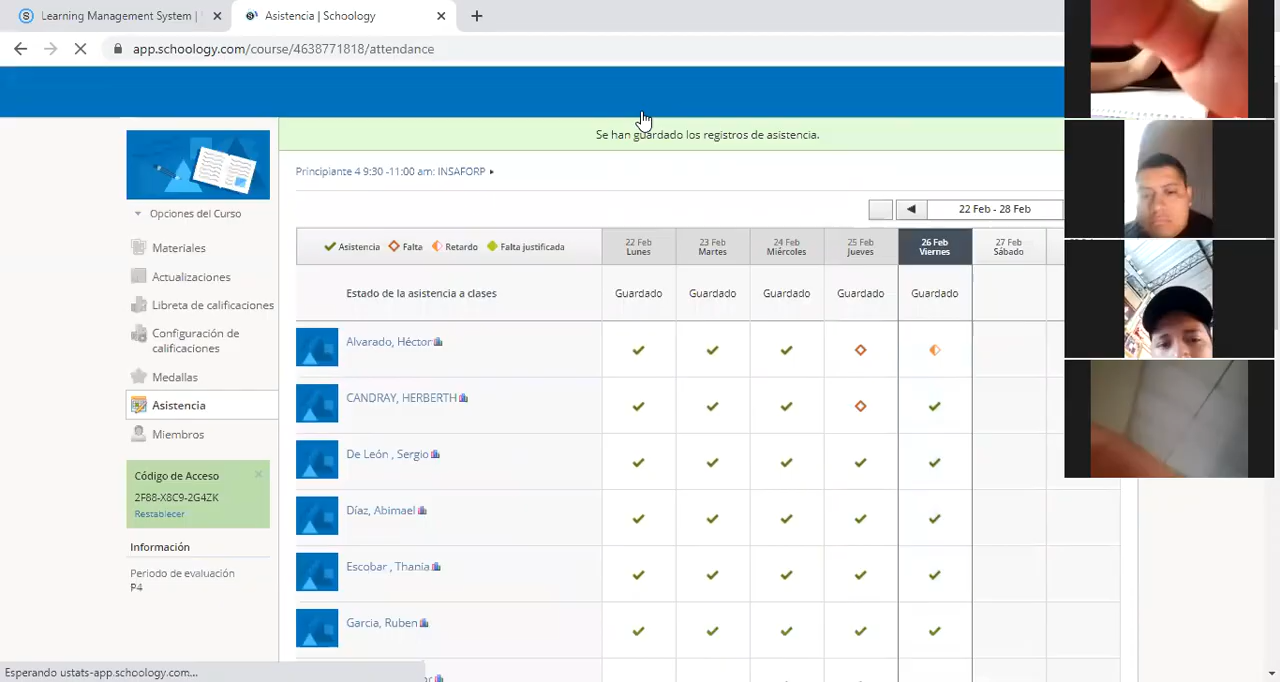 Learning Management System |
Asistencia | Schoology
app.schoology.com/course/4638771818/attendance
Se han guardado los registros de asistencia.
Principiante 4 9:30 -11:00 am: INSAFORP
22 Feb - 28 Feb
Opciones del Curso
Materiales
Actualizaciones
Libreta de calificaciones
Configuración de
calificaciones
Medallas
Asistencia
Miembros
Código de Acceso
2F88-X8C9-2G4ZK
Restablecer
Información
Periodo de evaluación
P4
Asistencia Falta Retardo Falta justificada
22 Feb
Lunes
23 Feb
Martes
24 Feb
Miércoles
25 Feb
Jueves
26 Feb
Viernes
27 Feb
Sábado
Estado de la asistencia a clases
Guardado Guardado Guardado Guardado Guardado
Alvarado, Héctor
CANDRAY, HERBERTH
De León , Sergio
Díaz, Abimael
Escobar , Thania
Garcia, Ruben
Esperando ustats-app.schoology.com...